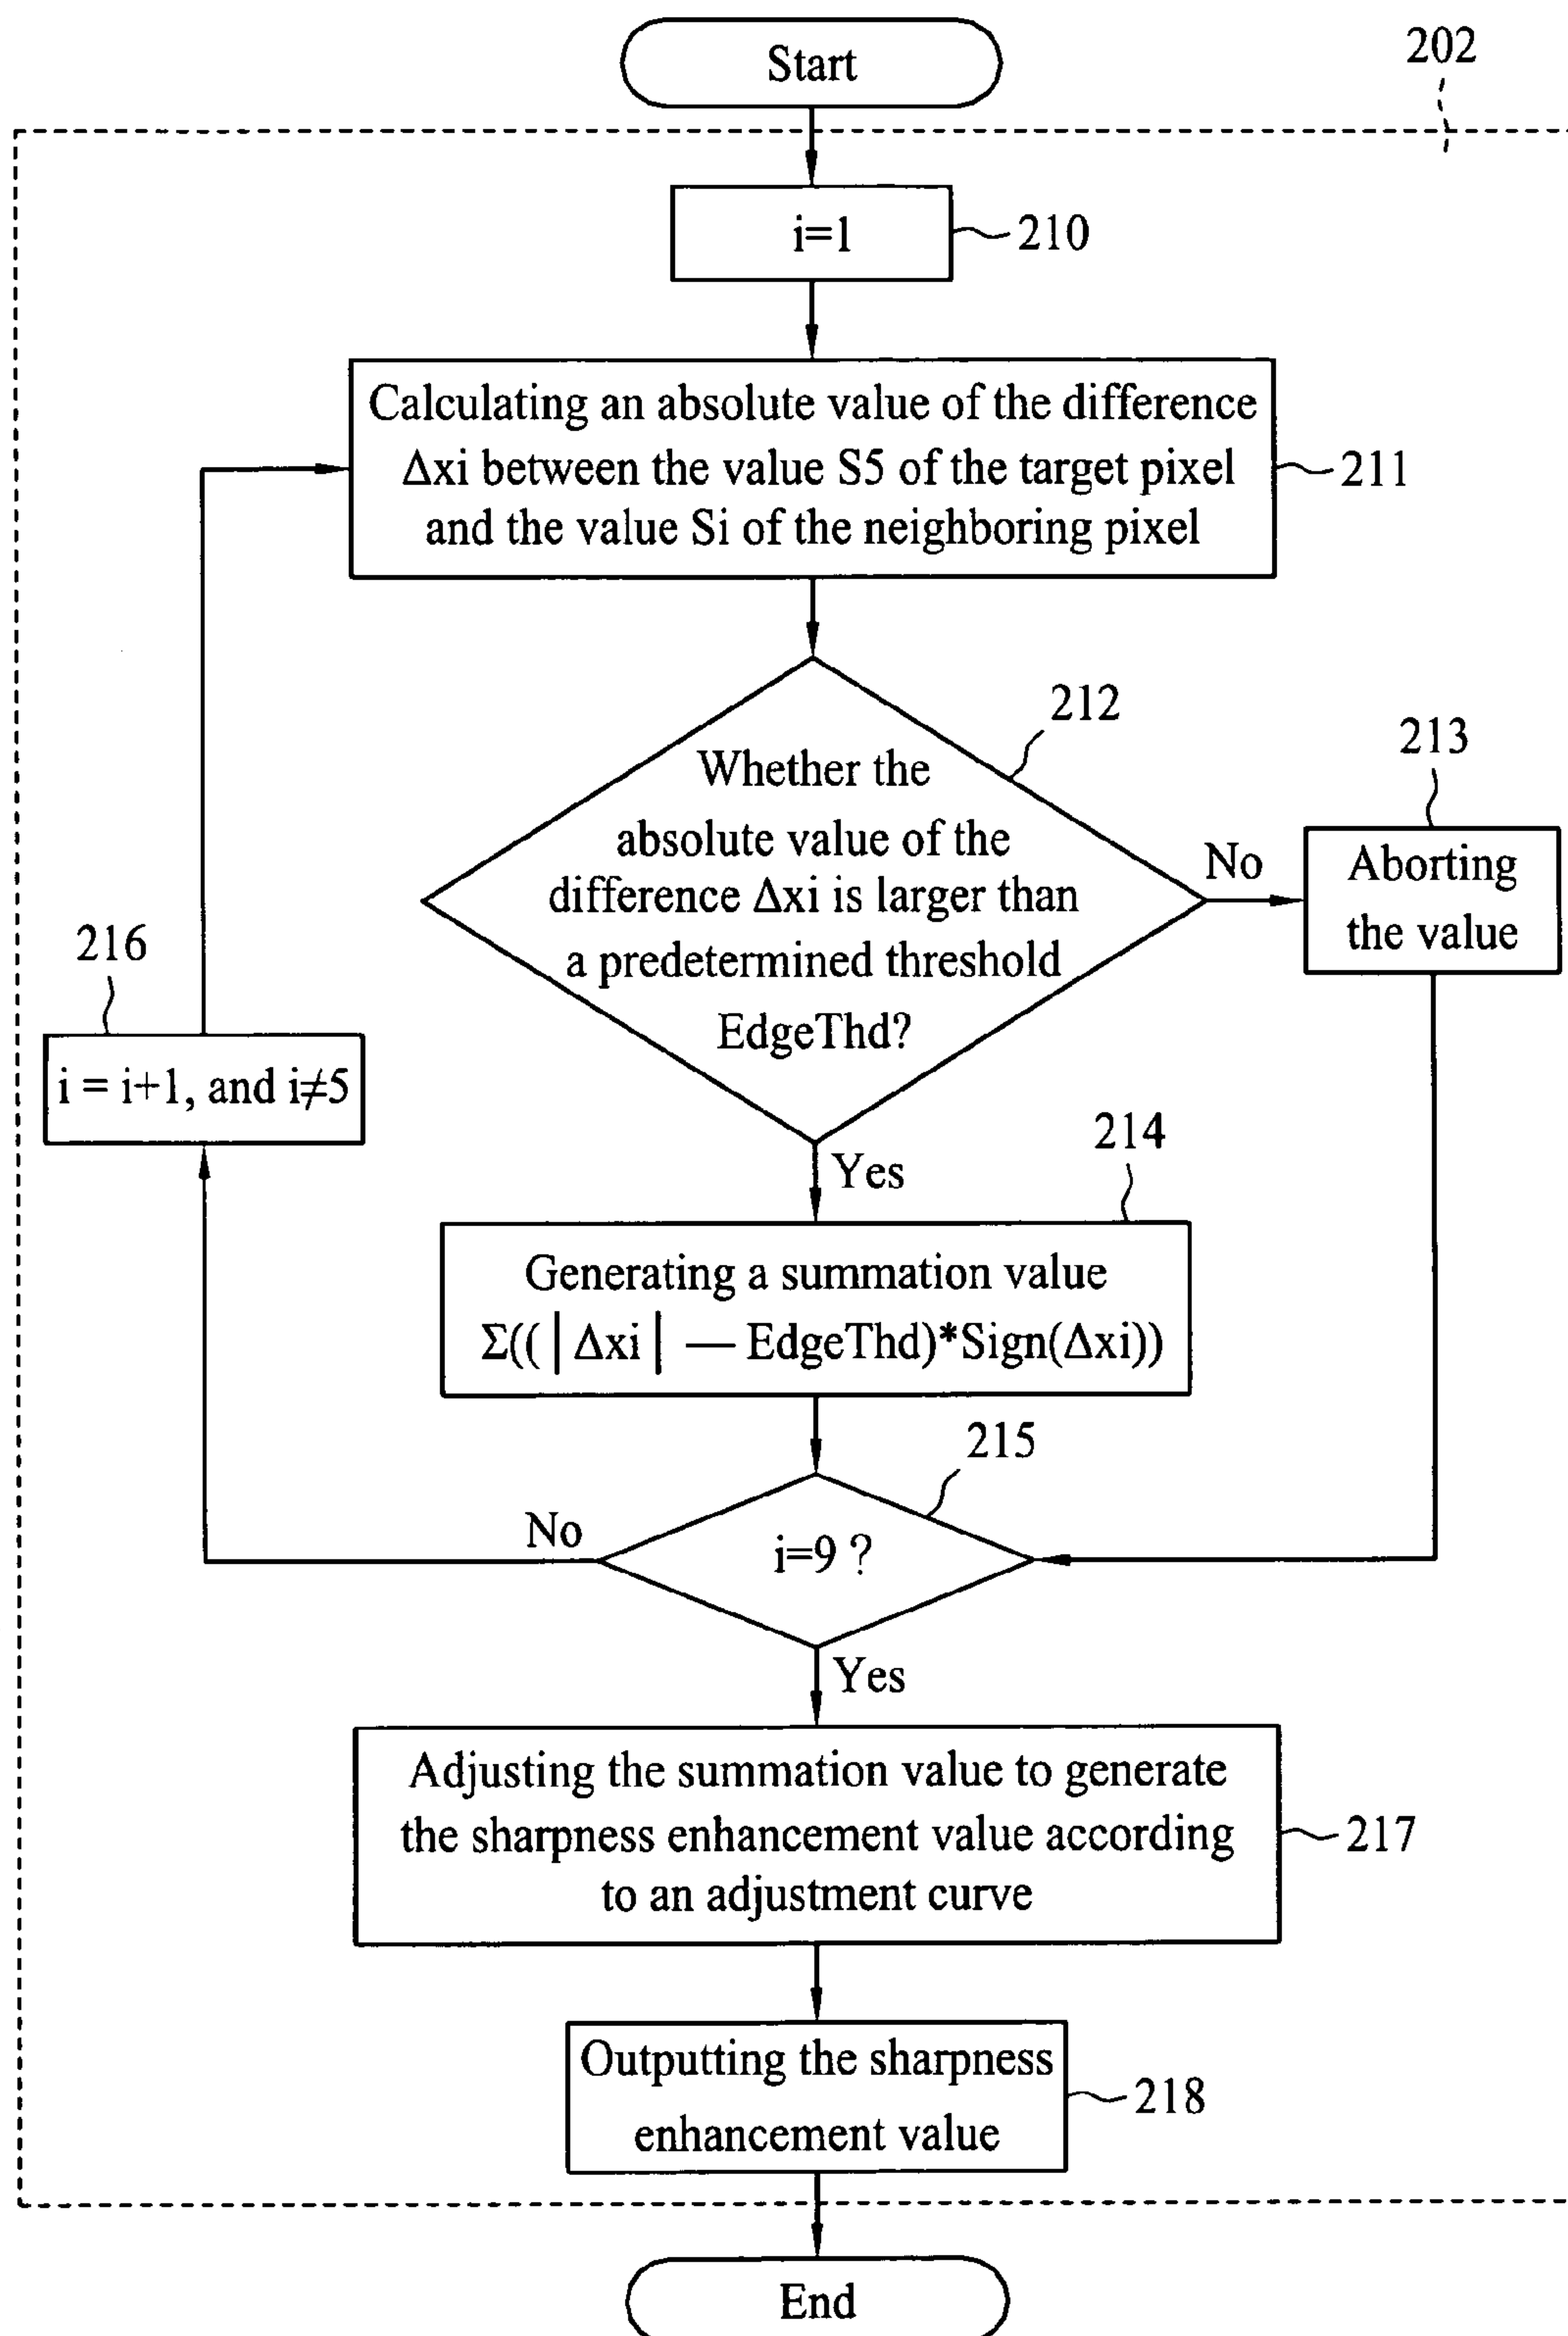 Start
202
i=1
210
Calculating an absolute value of the difference
Δxi between the value S5 of the target pixel
and the value Si of the neighboring pixel
211
212
Whether the
absolute value of the
difference Δxi is larger than
a predetermined threshold
EdgeThd?
No
213
Aborting
the value
216
i = i+1, and i≠5
Yes
214
Generating a summation value
Σ((|Δxi| — EdgeThd)*Sign(Δxi))
215
No
i=9 ?
Yes
Adjusting the summation value to generate
the sharpness enhancement value according
to an adjustment curve
217
Outputting the sharpness
enhancement value
218
End